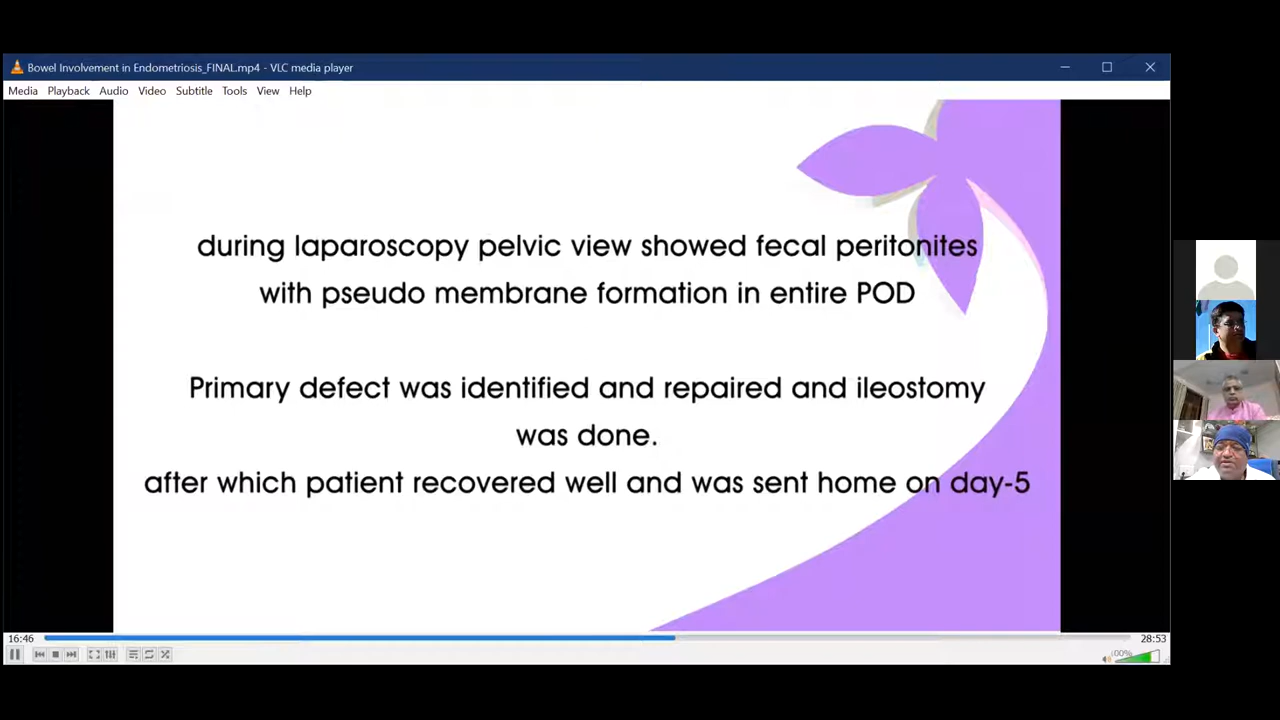 Bowel Involvement in Endometriosis_FINAL.mp4 - VLC media player
Media Playback Audio Video Subtitle Tools View Help
during laparoscopy pelvic view showed fecal peritonites
with pseudo membrane formation in entire POD
Primary defect was identified and repaired and ileostomy
was done.
after which patient recovered well and was sent home on day-5
16:46
28:53
100%